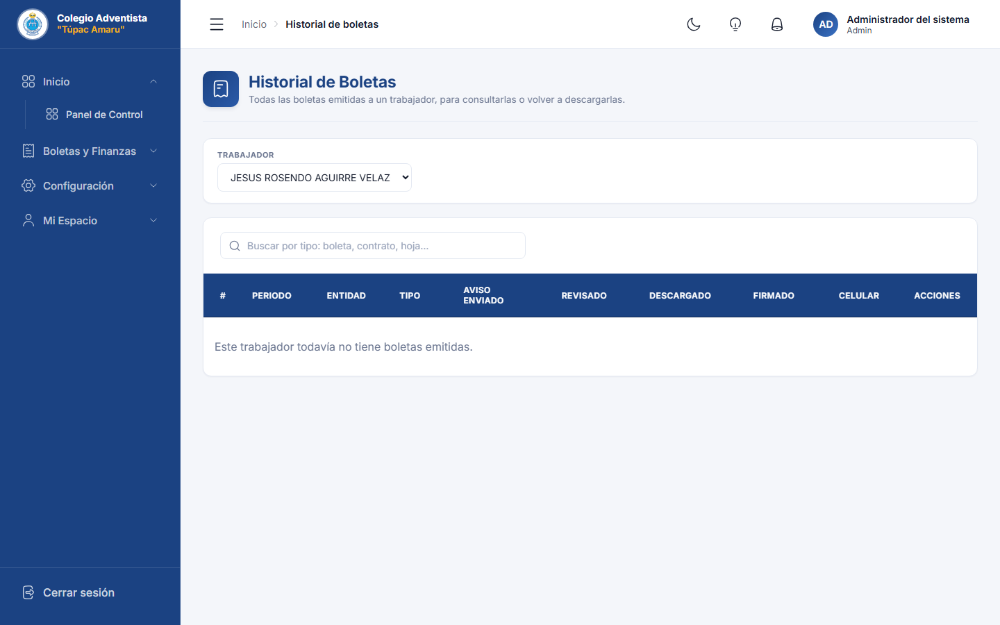 Colegio Adventista
"Túpac Amaru"
Inicio
Panel de Control
Boletas y Finanzas
Configuración
Mi Espacio
Cerrar sesión
Inicio > Historial de boletas
AD
Administrador del sistema
Admin
Historial de Boletas
Todas las boletas emitidas a un trabajador, para consultarlas o volver a descargarlas.
TRABAJADOR
JESUS ROSENDO AGUIRRE VELAZ
Buscar por tipo: boleta, contrato, hoja...
# PERIODO ENTIDAD TIPO AVISO ENVIADO REVISADO DESCARGADO FIRMADO CELULAR ACCIONES
Este trabajador todavía no tiene boletas emitidas.